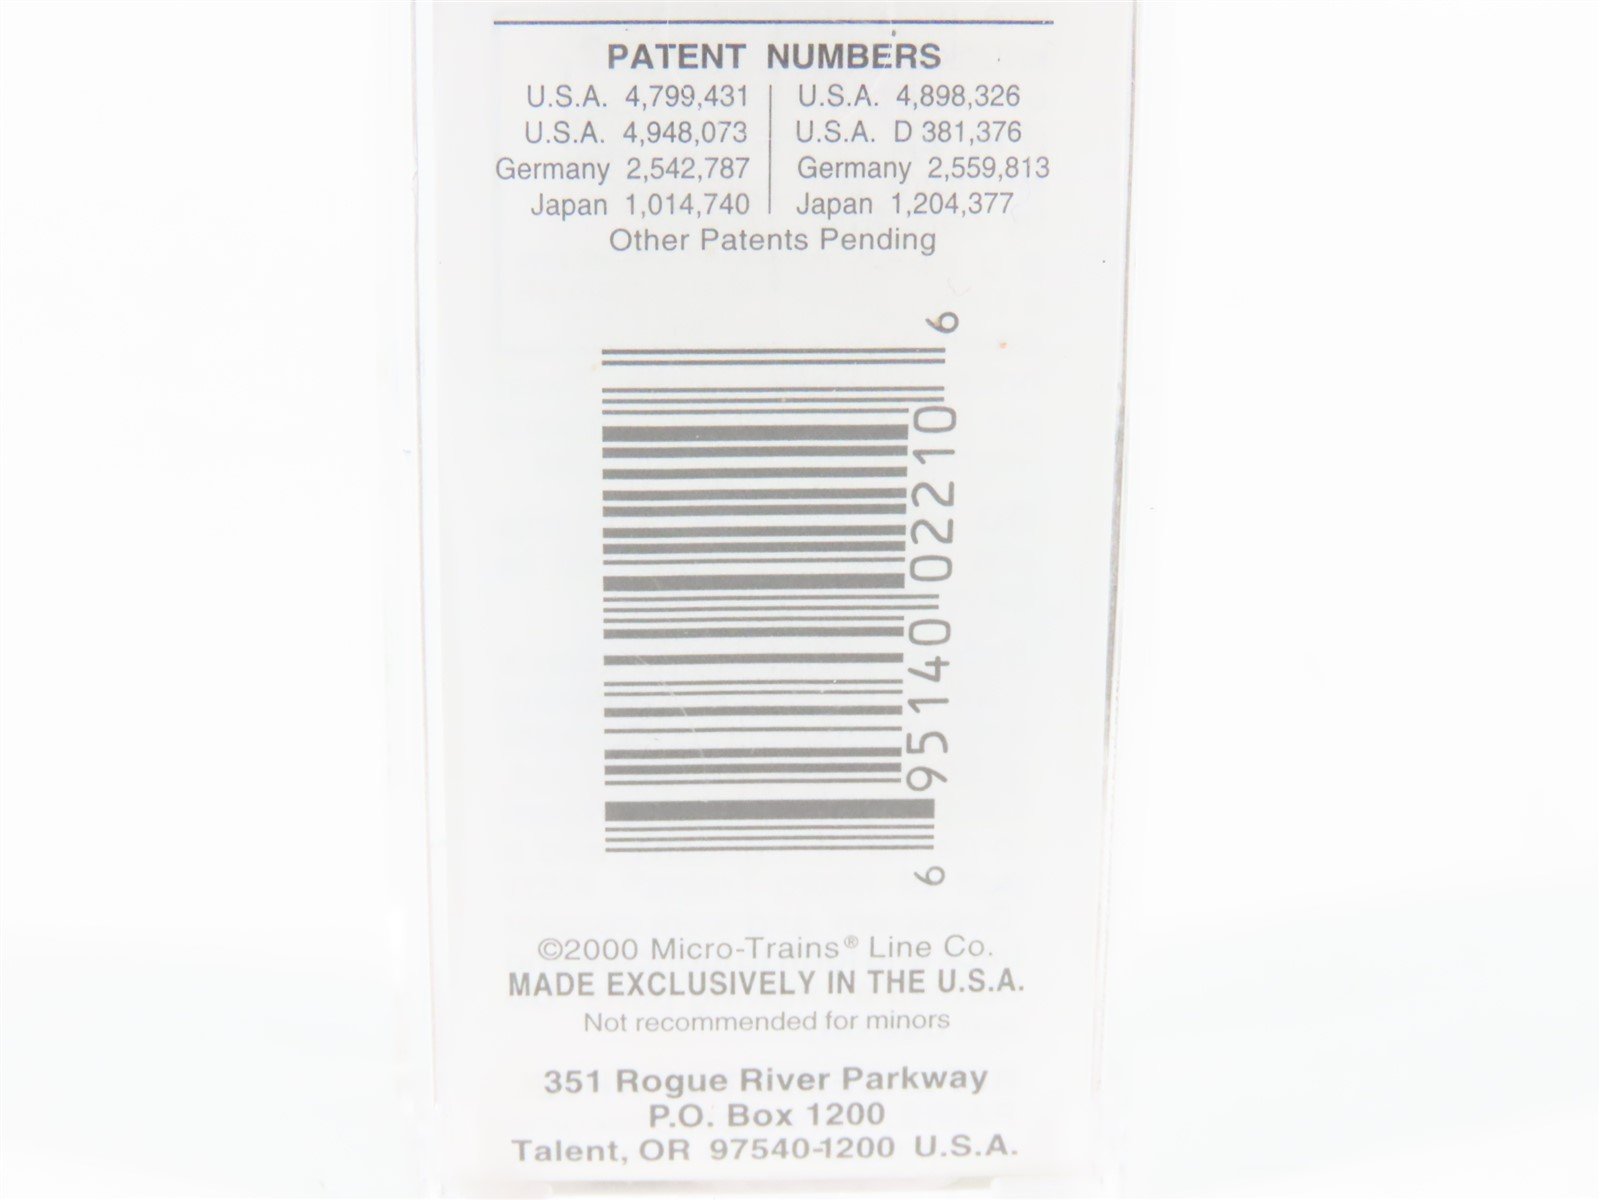 PATENT NUMBERS
U.S.A. 4,799,431 | U.S.A. 4,898,326
U.S.A. 4,948,073 | U.S.A. D 381,376
Germany 2,542,787 | Germany 2,559,813
Japan 1,014,740 | Japan 1,204,377
Other Patents Pending
6 95140 02210 6
©2000 Micro-Trains® Line Co.
MADE EXCLUSIVELY IN THE U.S.A.
Not recommended for minors
351 Rogue River Parkway
P.O. Box 1200
Talent, OR 97540-1200 U.S.A.